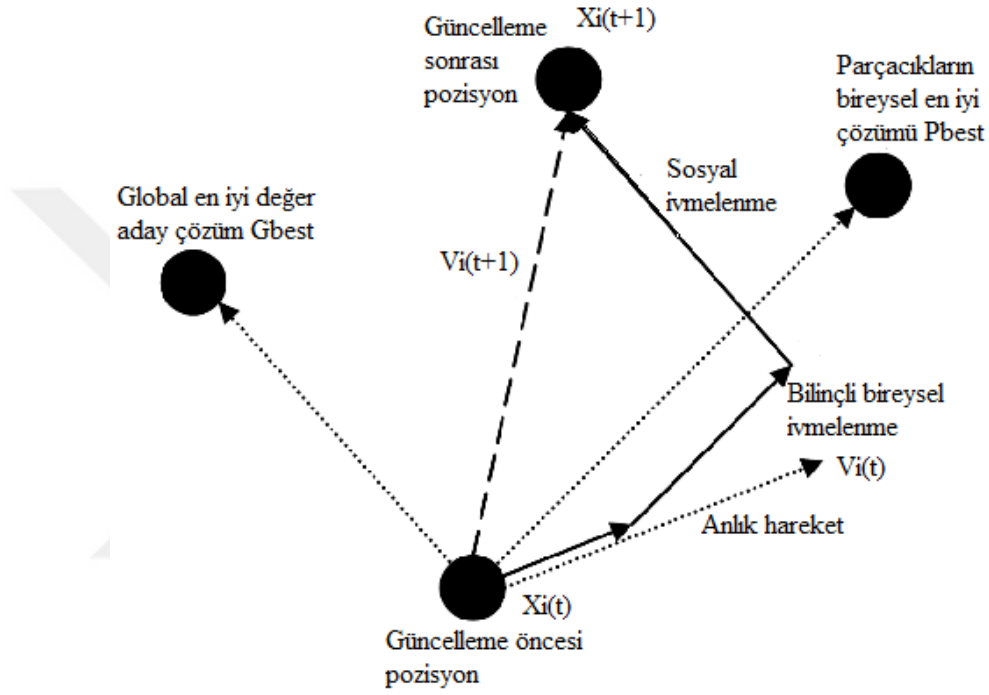 Güncelleme
sonrası
pozisyon
Xi(t+1)
Parçacıkların
bireysel en iyi
çözümü Pbest
Sosyal
ivmelenme
Global en iyi değer
aday çözüm Gbest
Vi(t+1)
Bilinçli bireysel
ivmelenme
Vi(t)
Anlık hareket
Xi(t)
Güncelleme öncesi
pozisyon